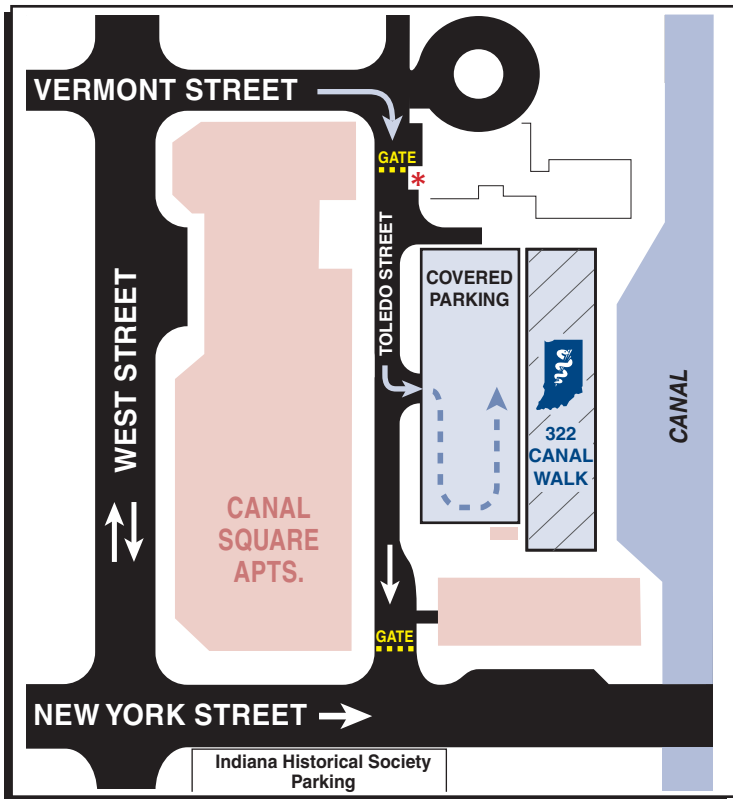 VERMONT STREET
GATE
*
TOLEDO STREET
COVERED
PARKING
WEST STREET
322
CANAL
WALK
CANAL
CANAL
SQUARE
APTS.
GATE
NEW YORK STREET
Indiana Historical Society
Parking